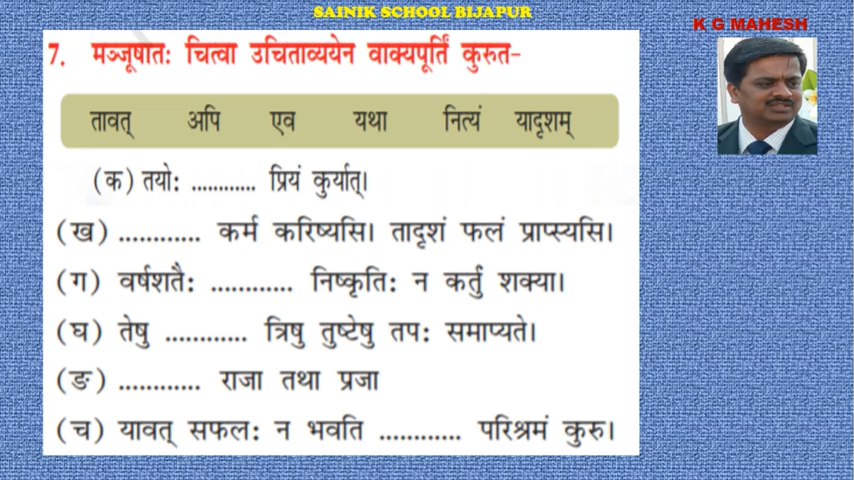 SAINIK SCHOOL BIJAPUR
K G MAHESH
7. मञ्जूषातः चित्वा उचिताव्ययेन वाक्यपूर्तिं कुरुत-
तावत् अपि एव यथा नित्यं यादृशम्
(क) तयोः ............ प्रियं कुर्यात्।
(ख) ............ कर्म करिष्यसि। तादृशं फलं प्राप्स्यसि।
(ग) वर्षशतैः ............ निष्कृतिः न कर्तुं शक्या।
(घ) तेषु ............ त्रिषु तुष्टेषु तपः समाप्यते।
(ङ) ............ राजा तथा प्रजा
(च) यावत् सफलः न भवति ............ परिश्रमं कुरु।